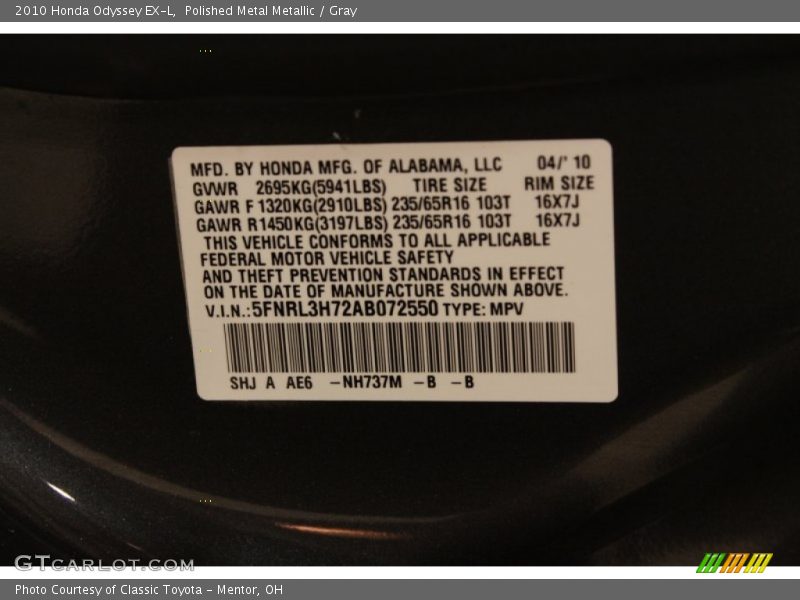 2010 Honda Odyssey EX-L, Polished Metal Metallic / Gray
MFD. BY HONDA MFG. OF ALABAMA, LLC 04/' 10
GVWR 2695KG(5941LBS) TIRE SIZE RIM SIZE
GAWR F 1320KG(2910LBS) 235/65R16 103T 16X7J
GAWR R1450KG(3197LBS) 235/65R16 103T 16X7J
THIS VEHICLE CONFORMS TO ALL APPLICABLE
FEDERAL MOTOR VEHICLE SAFETY
AND THEFT PREVENTION STANDARDS IN EFFECT
ON THE DATE OF MANUFACTURE SHOWN ABOVE.
V.I.N.:5FNRL3H72AB072550 TYPE: MPV
SHJ A AE6 -NH737M -B -B
GTCARLOT.COM
Photo Courtesy of Classic Toyota - Mentor, OH